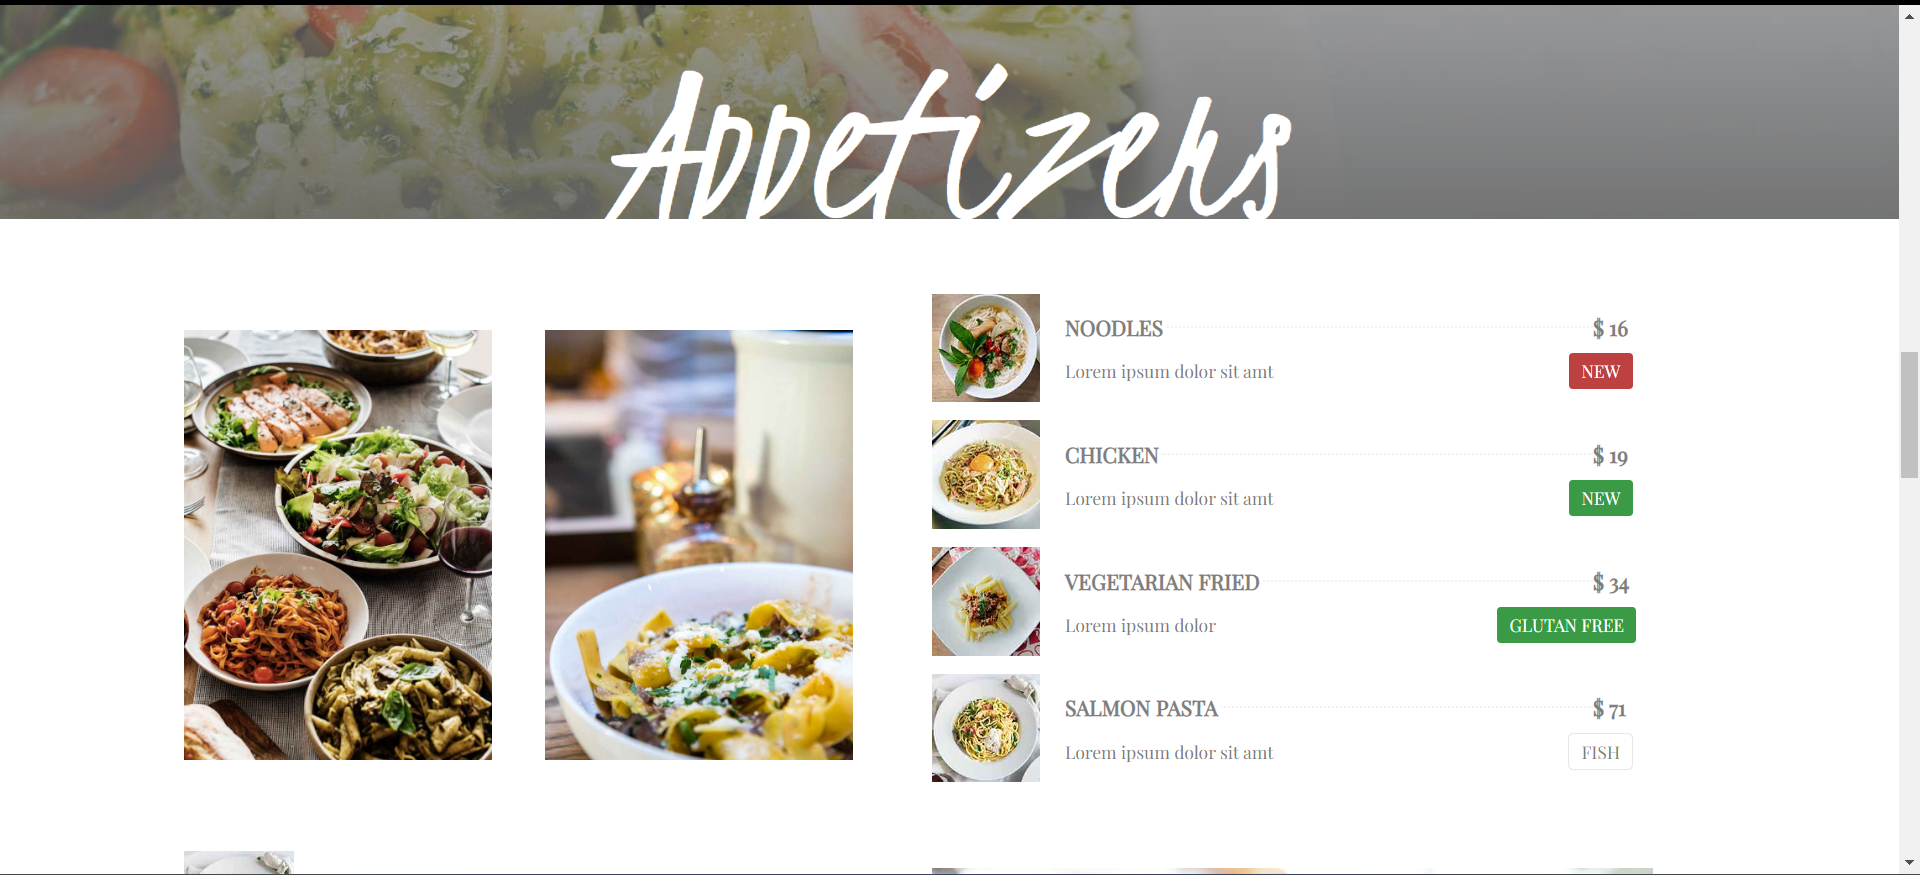 Appetizers
NOODLES $ 16
Lorem ipsum dolor sit amt NEW
CHICKEN $ 19
Lorem ipsum dolor sit amt NEW
VEGETARIAN FRIED $ 34
Lorem ipsum dolor GLUTAN FREE
SALMON PASTA $ 71
Lorem ipsum dolor sit amt FISH